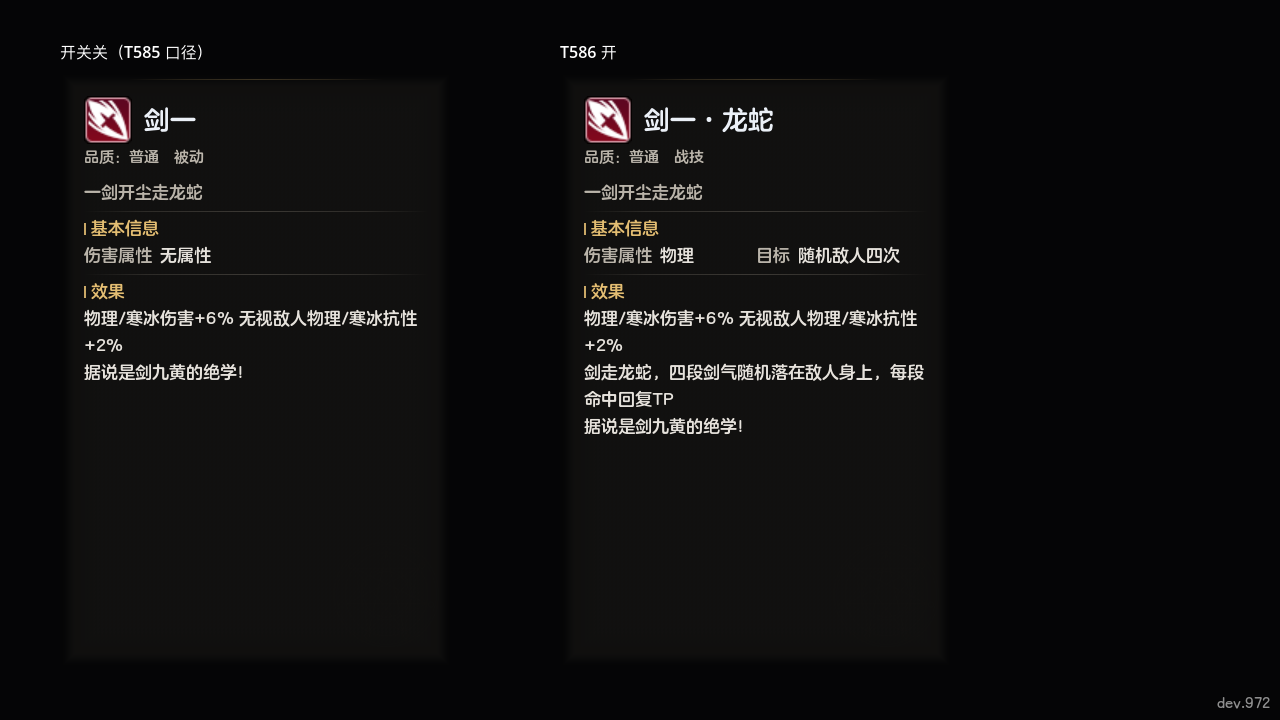 开关关（T585 口径）
剑一
品质：普通　被动
一剑开尘走龙蛇
基本信息
伤害属性 无属性
效果
物理/寒冰伤害+6% 无视敌人物理/寒冰抗性
+2%
据说是剑九黄的绝学!
T586 开
剑一·龙蛇
品质：普通　战技
一剑开尘走龙蛇
基本信息
伤害属性 物理　目标 随机敌人四次
效果
物理/寒冰伤害+6% 无视敌人物理/寒冰抗性
+2%
剑走龙蛇，四段剑气随机落在敌人身上，每段
命中回复TP
据说是剑九黄的绝学!
dev.972